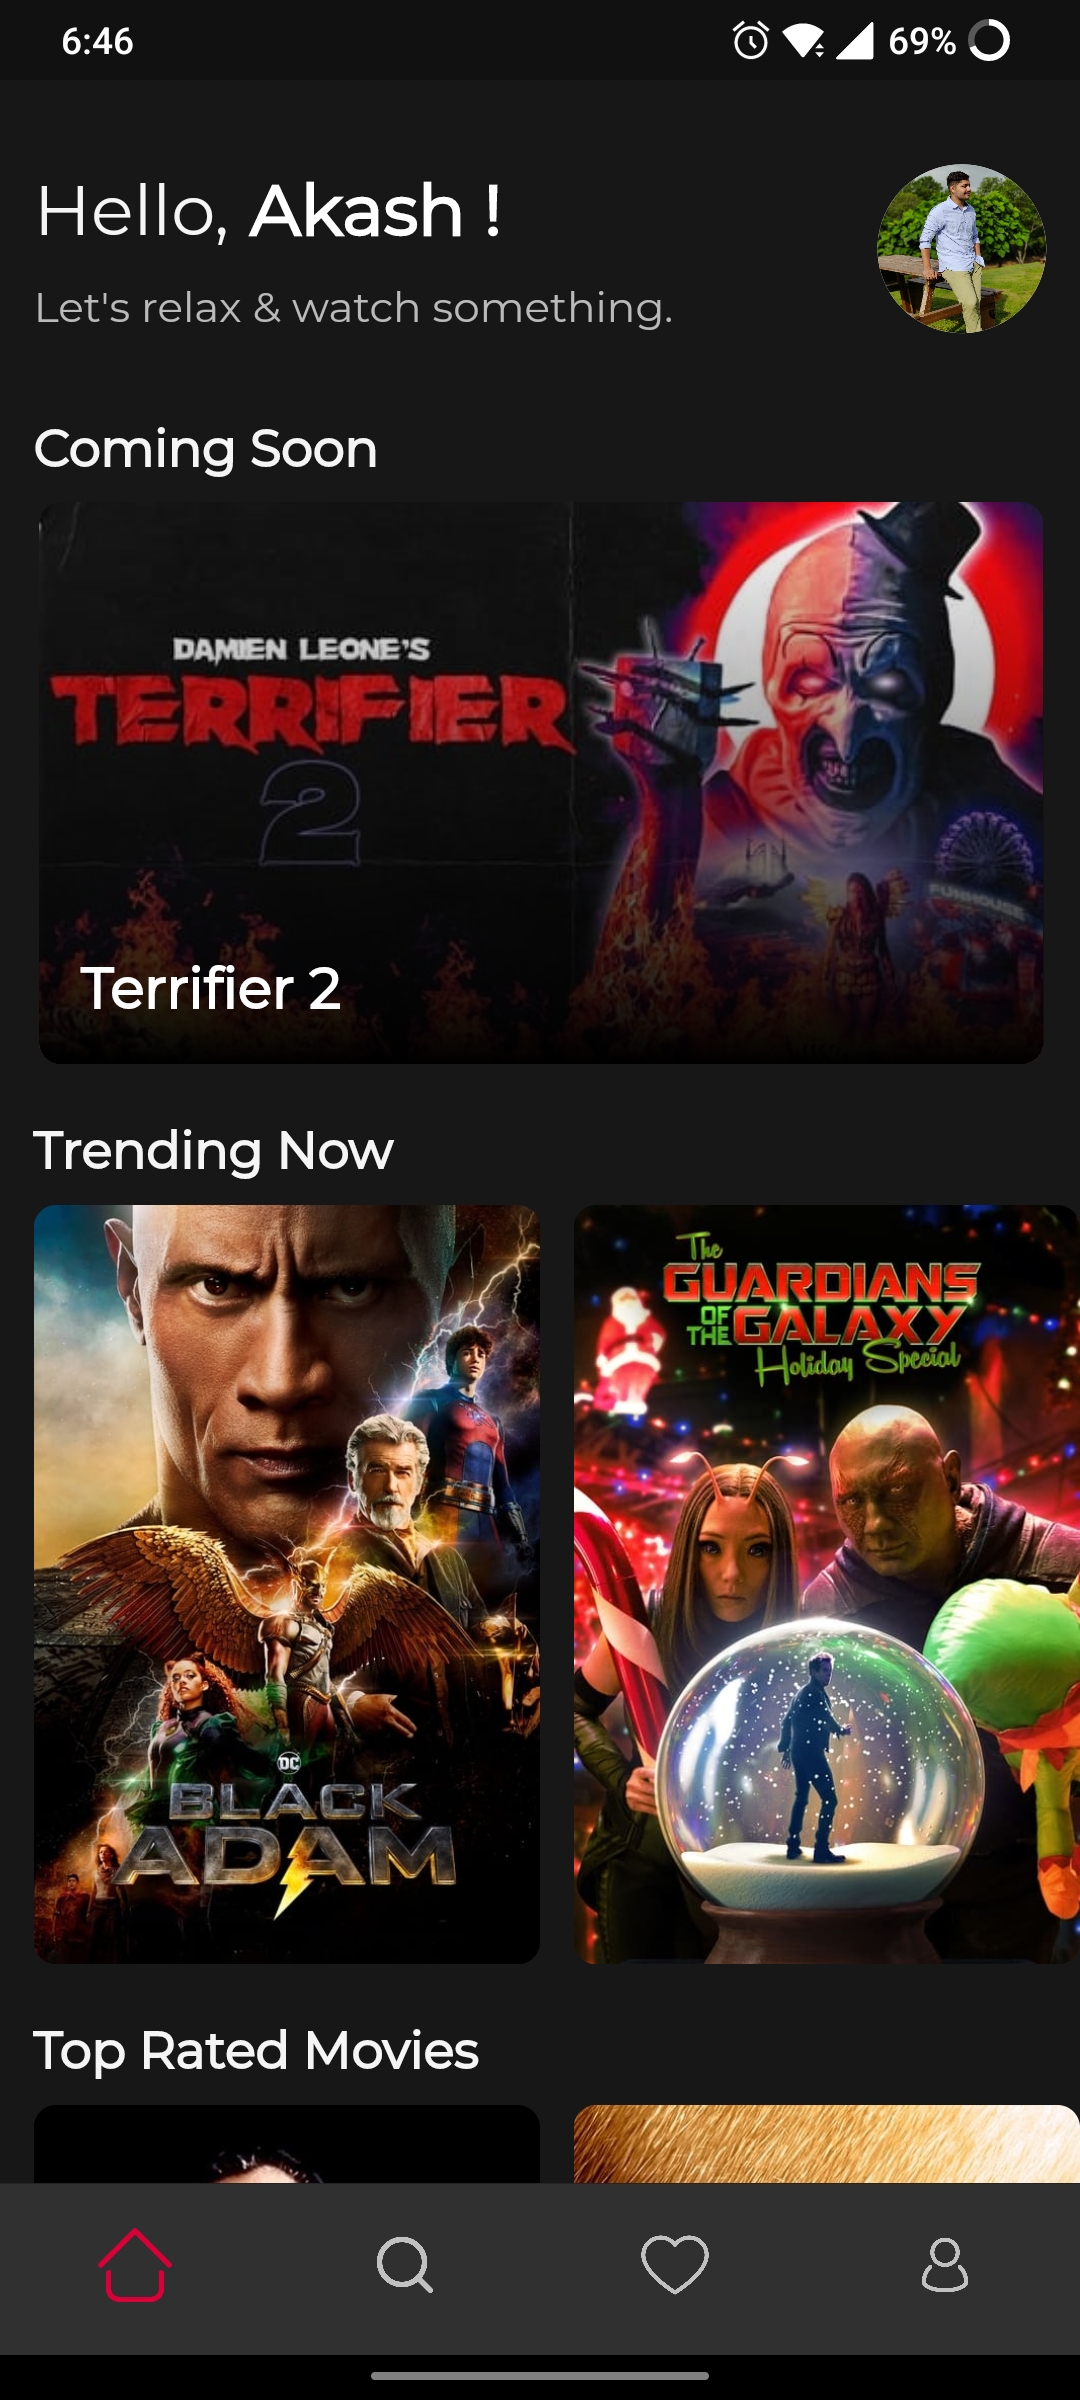 6:46
69%
Hello, Akash !
Let's relax & watch something.
Coming Soon
DAMIEN LEONE'S
TERRIFIER
2
FUNHOUSE
Terrifier 2
Trending Now
DC
BLACK
ADAM
The
GUARDIANS
OF THE GALAXY
Holiday Special
Top Rated Movies